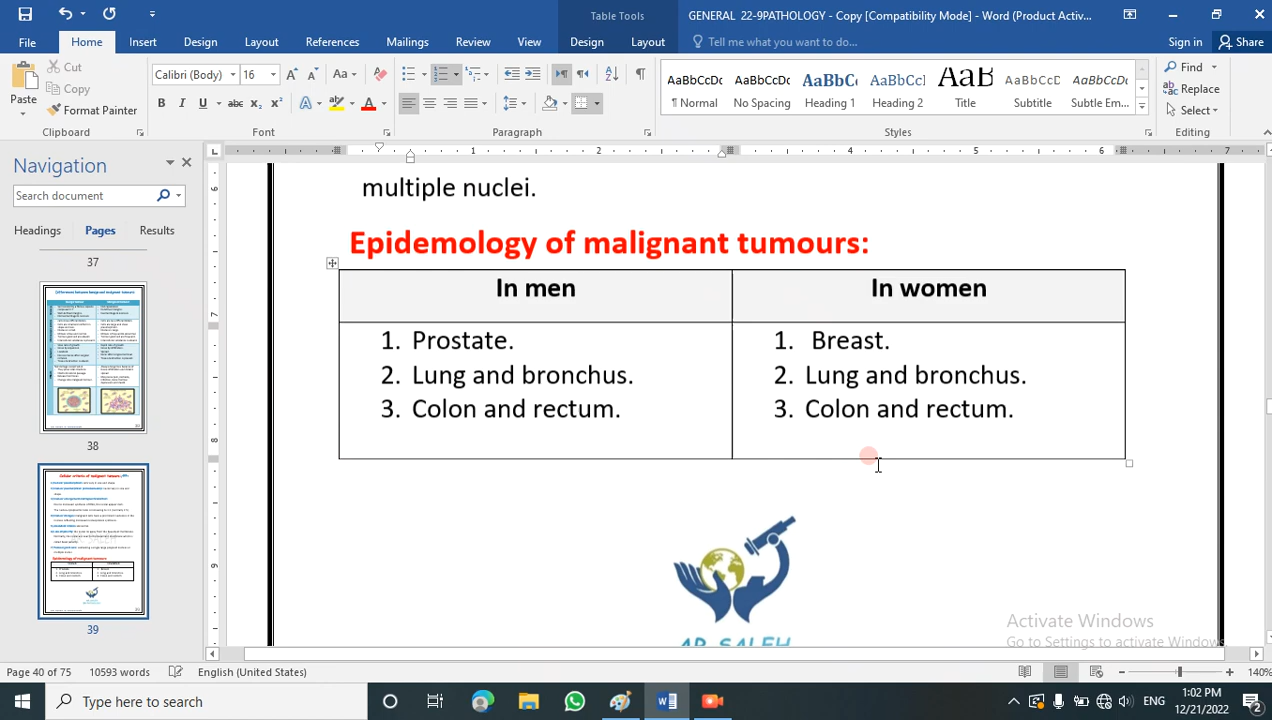 Table Tools
GENERAL 22-9PATHOLOGY - Copy [Compatibility Mode] - Word (Product Activ...
File Home Insert Design Layout References Mailings Review View Design Layout Tell me what you want to do... Sign in Share
Paste
Cut
Copy
Format Painter
Clipboard
Calibri (Body) 16
Font
Paragraph
AaBbCcDc AaBbCcDc AaBbC AaBbCcD AaB AaBbCcD AaBbCcDc
¶ Normal No Spacing Heading 1 Heading 2 Title Subtitle Subtle Em...
Styles
Find
Replace
Select
Editing
Navigation
Search document
Headings Pages Results
37
38
39
multiple nuclei.
Epidemology of malignant tumours:
In men In women
1. Prostate.
2. Lung and bronchus.
3. Colon and rectum.
1. Breast.
2. Lung and bronchus.
3. Colon and rectum.
Activate Windows
Go to Settings to activate Windows.
Page 40 of 75 10593 words English (United States) 140%
Type here to search
ENG
1:02 PM
12/21/2022
2